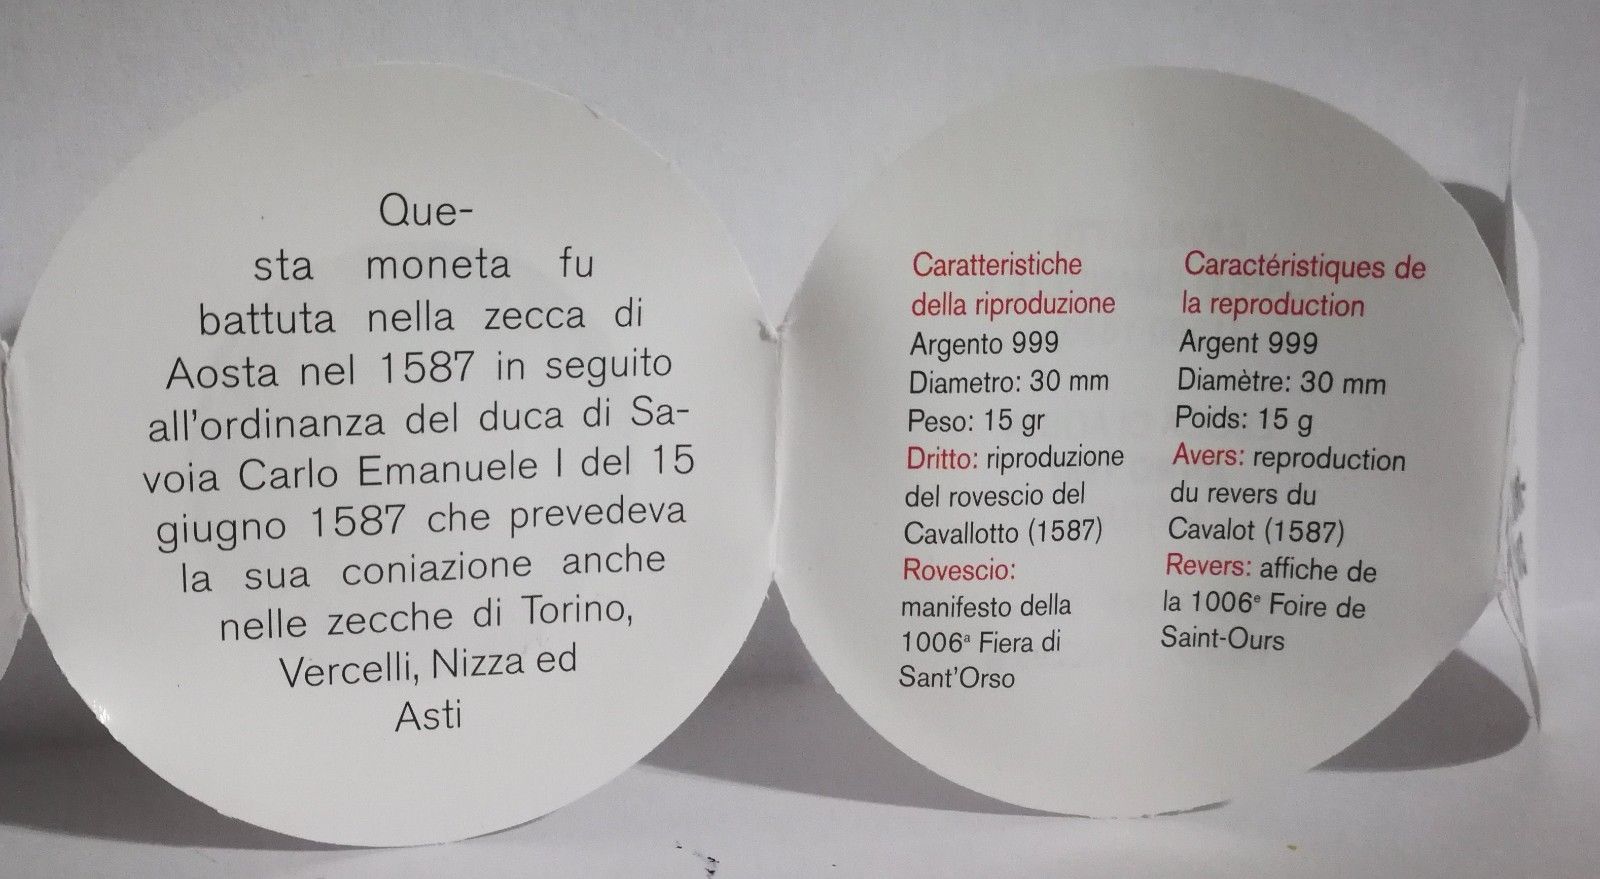 Que-
sta moneta fu
battuta nella zecca di
Aosta nel 1587 in seguito
all'ordinanza del duca di Sa-
voia Carlo Emanuele I del 15
giugno 1587 che prevedeva
la sua coniazione anche
nelle zecche di Torino,
Vercelli, Nizza ed
Asti
Caratteristiche
della riproduzione
Argento 999
Diametro: 30 mm
Peso: 15 gr
Dritto: riproduzione
del rovescio del
Cavallotto (1587)
Rovescio:
manifesto della
1006ª Fiera di
Sant'Orso
Caractéristiques de
la reproduction
Argent 999
Diamètre: 30 mm
Poids: 15 g
Avers: reproduction
du revers du
Cavalot (1587)
Revers: affiche de
la 1006ᵉ Foire de
Saint-Ours